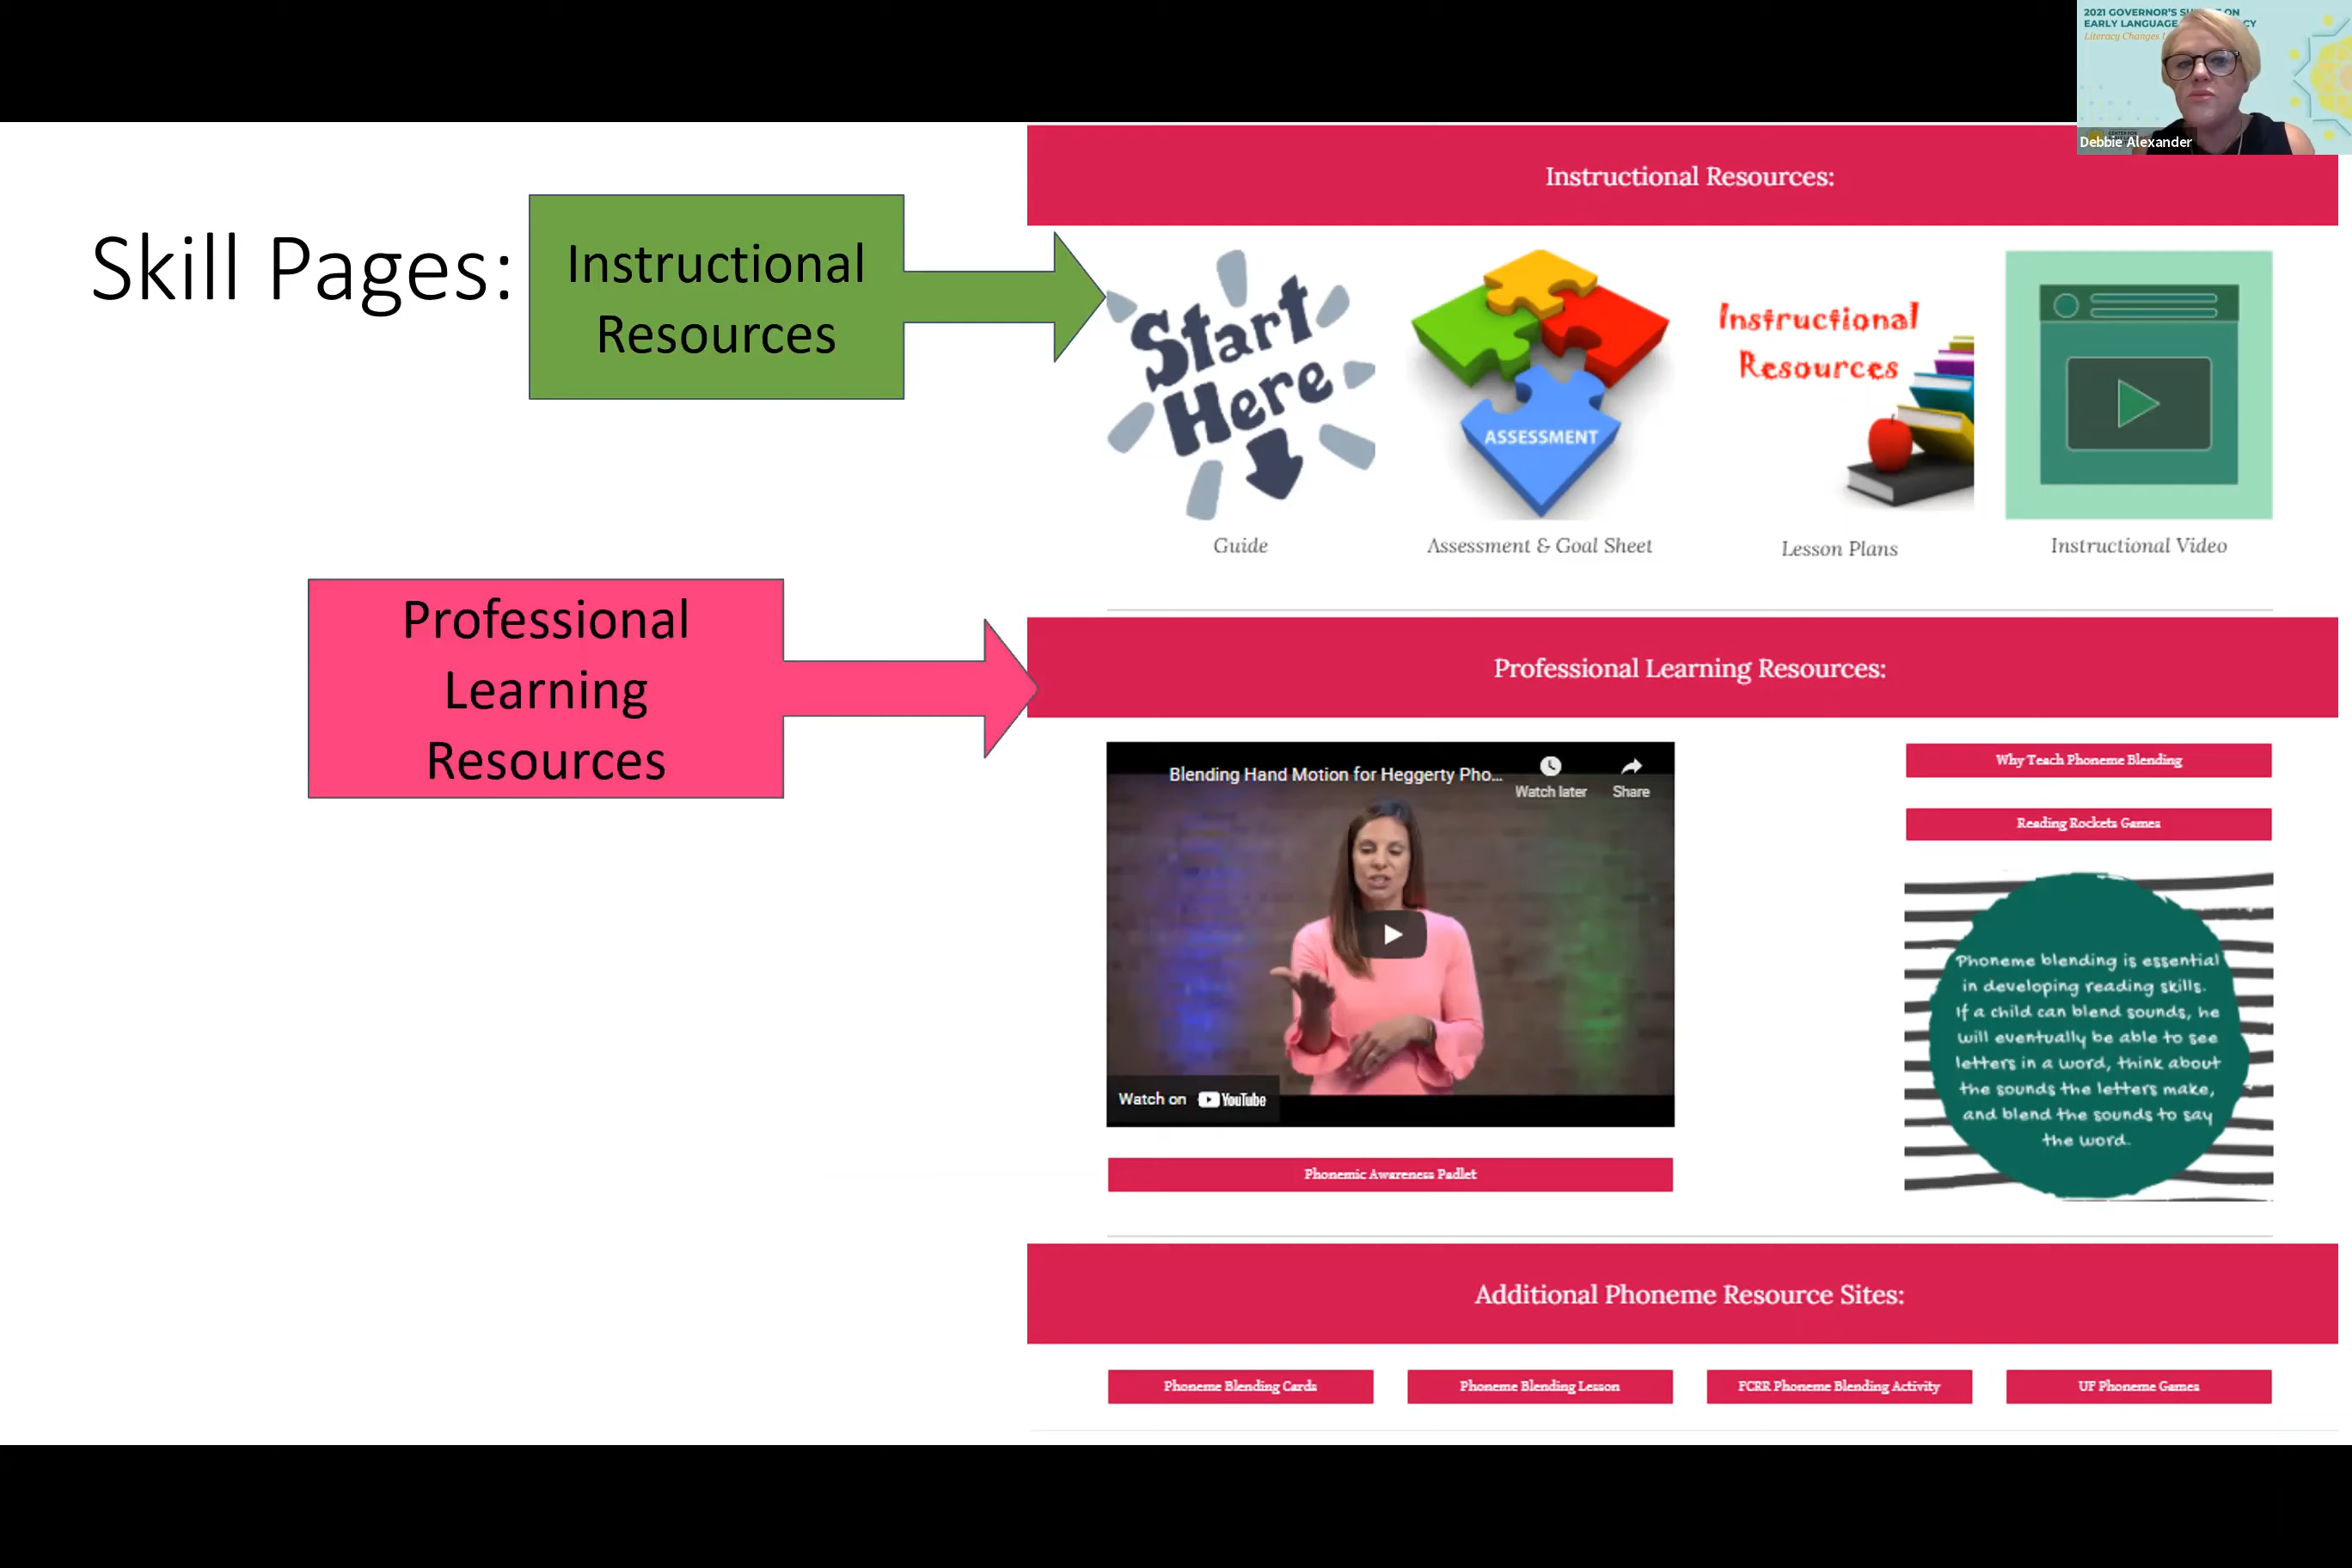 2021 GOVERNOR'S ON
EARLY LANGUAGE
Literacy Changes
Debbie Alexander
Skill Pages:
Instructional
Resources
Professional
Learning
Resources
Instructional Resources:
Start
Here
ASSESSMENT
Instructional
Resources
Guide
Assessment & Goal Sheet
Lesson Plans
Instructional Video
Professional Learning Resources:
Blending Hand Motion for Heggerty Pho...
Watch later
Share
Watch on YouTube
Phonemic Awareness Padlet
Why Teach Phoneme Blending
Reading Rockets Games
Phoneme blending is essential
in developing reading skills.
If a child can blend sounds, he
will eventually be able to see
letters in a word, think about
the sounds the letters make,
and blend the sounds to say
the word.
Additional Phoneme Resource Sites:
Phoneme Blending Cards
Phoneme Blending Lesson
FCRR Phoneme Blending Activity
UF Phoneme Games